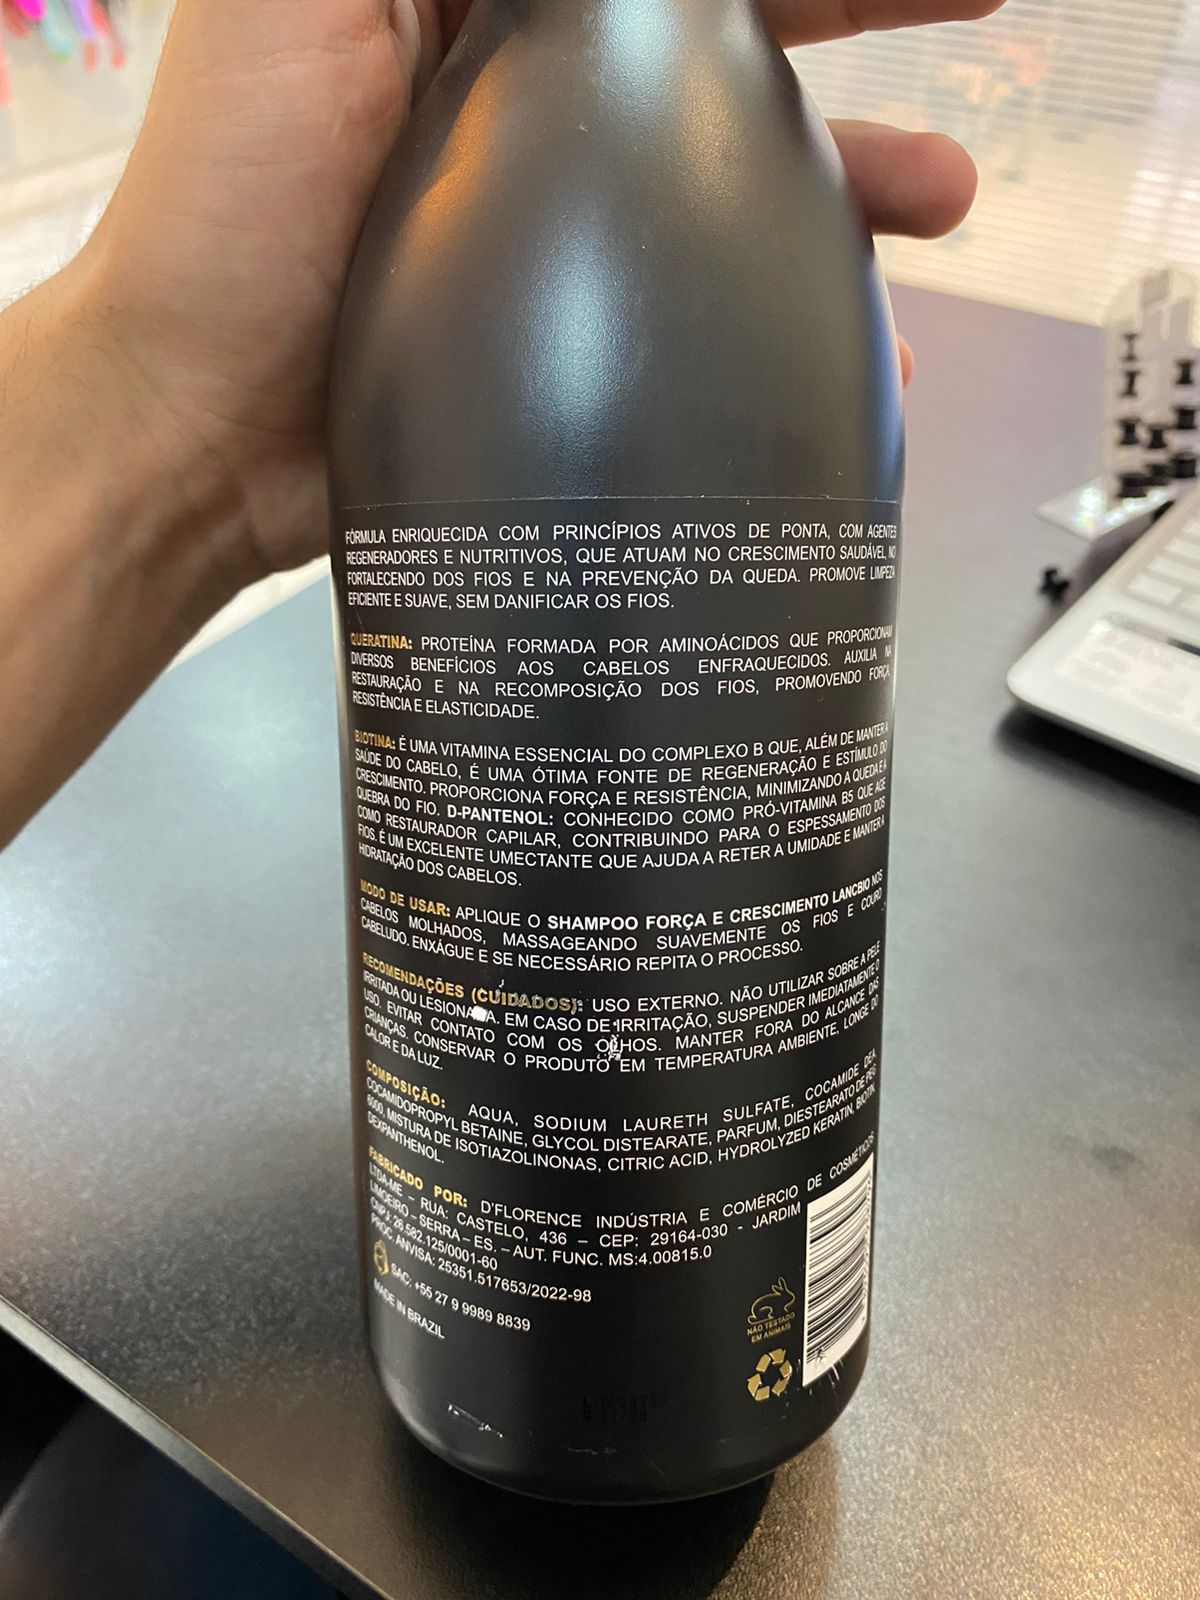 FÓRMULA ENRIQUECIDA COM PRINCÍPIOS ATIVOS DE PONTA, COM AGENTES
REGENERADORES E NUTRITIVOS, QUE ATUAM NO CRESCIMENTO SAUDÁVEL, NO
FORTALECENDO DOS FIOS E NA PREVENÇÃO DA QUEDA. PROMOVE LIMPEZA
EFICIENTE E SUAVE, SEM DANIFICAR OS FIOS.
QUERATINA: PROTEÍNA FORMADA POR AMINOÁCIDOS QUE PROPORCIONAM
DIVERSOS BENEFÍCIOS AOS CABELOS ENFRAQUECIDOS. AUXILIA NA
RESTAURAÇÃO E NA RECOMPOSIÇÃO DOS FIOS, PROMOVENDO FORÇA,
RESISTÊNCIA E ELASTICIDADE.
BIOTINA: É UMA VITAMINA ESSENCIAL DO COMPLEXO B QUE, ALÉM DE MANTER A
SAÚDE DO CABELO, É UMA ÓTIMA FONTE DE REGENERAÇÃO E ESTÍMULO DO
CRESCIMENTO. PROPORCIONA FORÇA E RESISTÊNCIA, MINIMIZANDO A QUEDA E A
QUEBRA DO FIO. D-PANTENOL: CONHECIDO COMO PRÓ-VITAMINA B5 QUE AGE
COMO RESTAURADOR CAPILAR, CONTRIBUINDO PARA O ESPESSAMENTO DOS
FIOS. É UM EXCELENTE UMECTANTE QUE AJUDA A RETER A UMIDADE E MANTER A
HIDRATAÇÃO DOS CABELOS.
MODO DE USAR: APLIQUE O SHAMPOO FORÇA E CRESCIMENTO LANCBIO NOS
CABELOS MOLHADOS, MASSAGEANDO SUAVEMENTE OS FIOS E COURO
CABELUDO. ENXÁGUE E SE NECESSÁRIO REPITA O PROCESSO.
RECOMENDAÇÕES (CUIDADOS): USO EXTERNO. NÃO UTILIZAR SOBRE A PELE
IRRITADA OU LESIONADA. EM CASO DE IRRITAÇÃO, SUSPENDER IMEDIATAMENTE O
USO. EVITAR CONTATO COM OS OLHOS. MANTER FORA DO ALCANCE DAS
CRIANÇAS. CONSERVAR O PRODUTO EM TEMPERATURA AMBIENTE, LONGE DO
CALOR E DA LUZ.
COMPOSIÇÃO: AQUA, SODIUM LAURETH SULFATE, COCAMIDE DEA,
COCAMIDOPROPYL BETAINE, GLYCOL DISTEARATE, PARFUM, DIESTEARATO DE PEG
6000, MISTURA DE ISOTIAZOLINONAS, CITRIC ACID, HYDROLYZED KERATIN, BIOTIN,
DEXPANTHENOL.
FABRICADO POR: D'FLORENCE INDÚSTRIA E COMÉRCIO DE COSMÉTICOS
LTDA-ME – RUA: CASTELO, 436 – CEP: 29164-030 - JARDIM
LIMOEIRO – SERRA – ES. – AUT. FUNC. MS:4.00815.0
CNPJ: 26.582.125/0001-60
PROC. ANVISA: 25351.517653/2022-98
SAC: +55 27 9 9989 8839
MADE IN BRAZIL
NÃO TESTADO
EM ANIMAIS